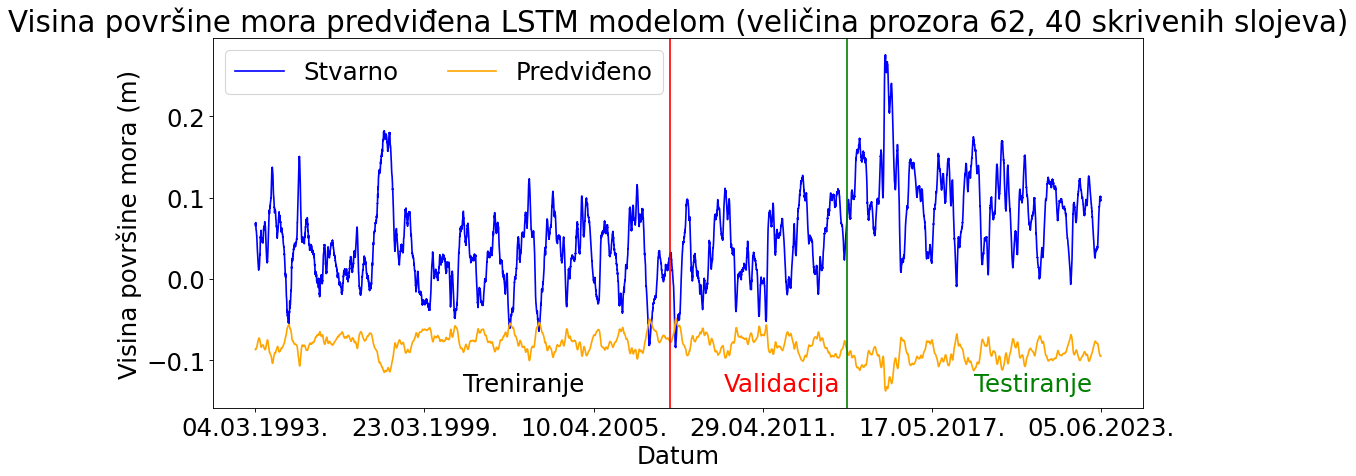 Visina površine mora predviđena LSTM modelom (veličina prozora 62, 40 skrivenih slojeva)
Stvarno Predviđeno
Visina površine mora (m)
0.2
0.1
0.0
−0.1
Treniranje Validacija Testiranje
04.03.1993. 23.03.1999. 10.04.2005. 29.04.2011. 17.05.2017. 05.06.2023.
Datum